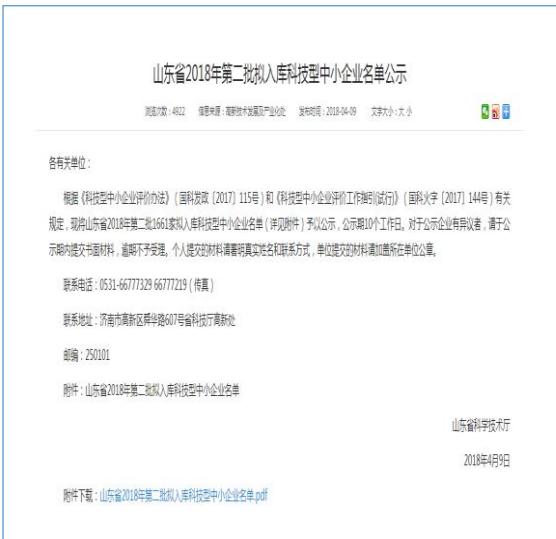 山东省2018年第二批拟入库科技型中小企业名单公示
浏览次数：4922 信息来源：高新技术发展及产业化处 发布时间：2018-04-09 文字大小：大 小
各有关单位：
根据《科技型中小企业评价办法》（国科发政〔2017〕115号）和《科技型中小企业评价工作指引(试行)》（国科火字〔2017〕144号）有关
规定，现将山东省2018年第二批1661家拟入库科技型中小企业名单（详见附件）予以公示，公示期10个工作日。对于公示企业有异议者，请于公
示期内提交书面材料，逾期不予受理。个人提交的材料请署明真实姓名和联系方式，单位提交的材料请加盖所在单位公章。
联系电话：0531-66777329 66777219（传真）
联系地址：济南市高新区舜华路607号省科技厅高新处
邮编：250101
附件：山东省2018年第二批拟入库科技型中小企业名单
山东省科学技术厅
2018年4月9日
附件下载：山东省2018年第二批拟入库科技型中小企业名单.pdf